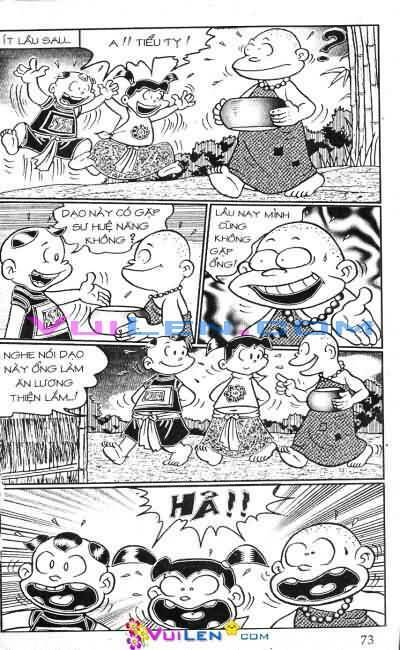 ÍT LÂU SAU...
A!! TIỂU TỴ!
?
DẠO NÀY CÓ GẶP
SƯ HUỆ NĂNG
KHÔNG?
LÂU NAY MÌNH
CŨNG
KHÔNG
GẶP
ÔNG!
VUILEN.COM
NGHE NÓI DẠO
NÀY ỔNG LÀM
ĂN LƯƠNG
THIỆN LẮM...!
HẢ!!
VUILEN.COM
73